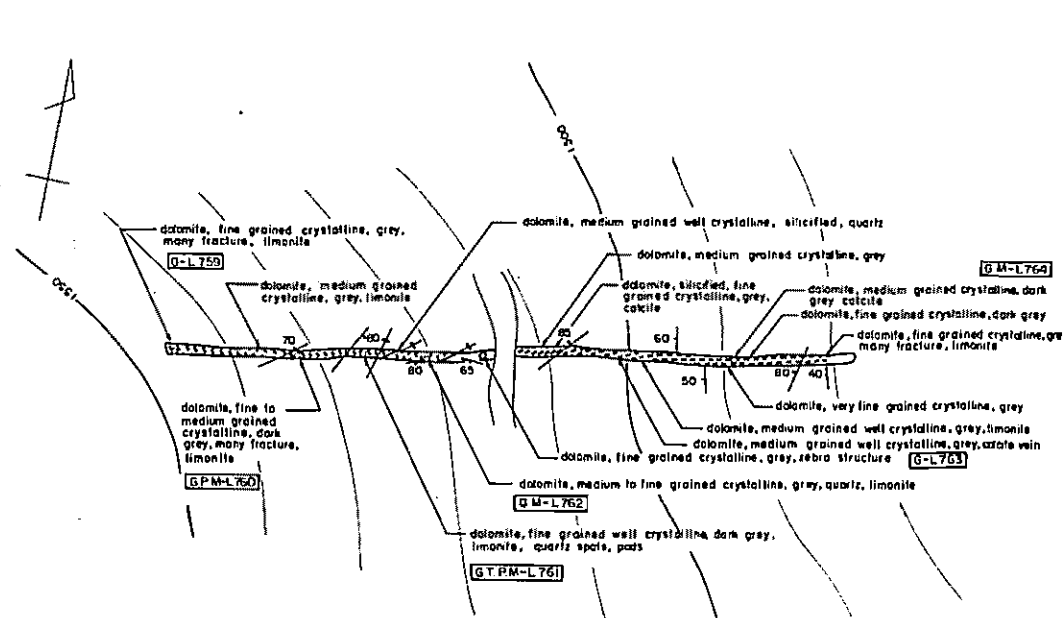 1500
dolomite, fine grained crystalline, grey,
many fracture, limonite
G-L759
dolomite, medium grained
crystalline, grey, limonite
dolomite, medium grained well crystalline, silicified, quartz
dolomite, medium grained crystalline, grey
dolomite, silicified, fine
grained crystalline, grey,
calcite
GM-L764
dolomite, medium grained crystalline, dark
grey calcite
dolomite, fine grained crystalline, dark grey
dolomite, fine grained crystalline, gre
many fracture, limonite
1550
70
80
80
65
85
60
50
80
40
dolomite, fine to
medium grained
crystalline, dark
grey, many fracture,
limonite
GPM-L760
dolomite, very fine grained crystalline, grey
dolomite, medium grained well crystalline, grey, limonite
dolomite, medium grained well crystalline, grey, vein
dolomite, fine grained crystalline, grey, zebra structure
G-L763
dolomite, medium to fine grained crystalline, grey, quartz, limonite
GM-L762
dolomite, fine grained well crystalline, dark grey,
limonite, quartz spots, pods
GT.PM-L761